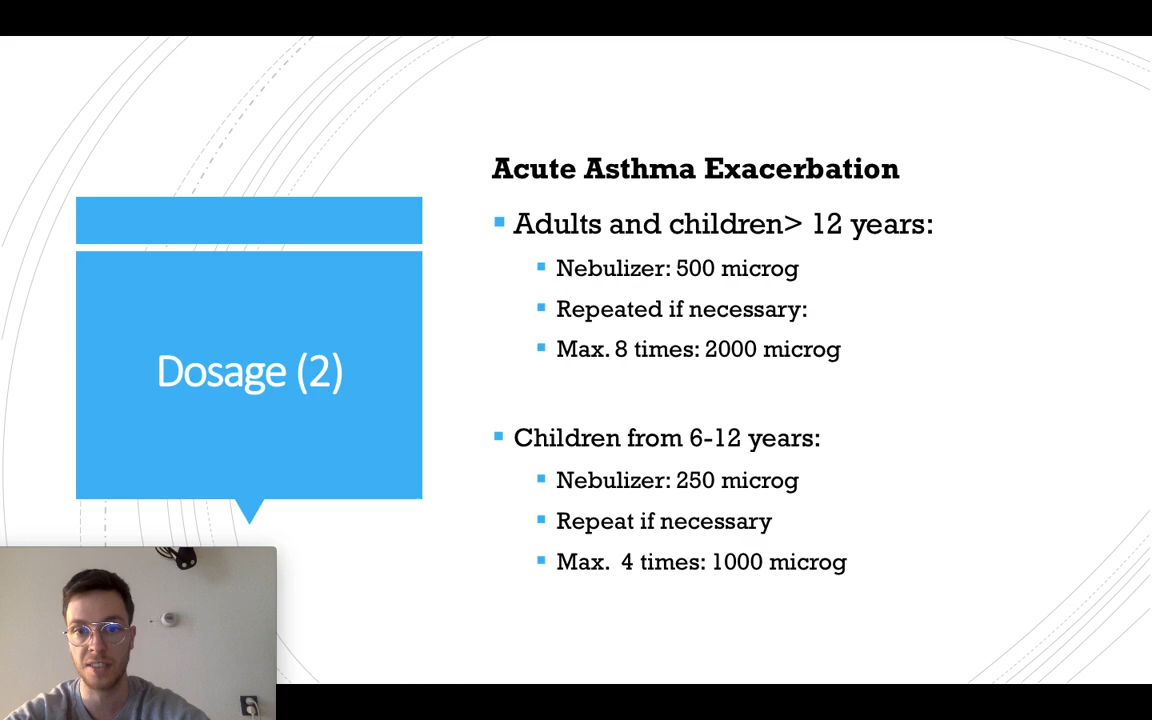 Dosage (2)
Acute Asthma Exacerbation
Adults and children> 12 years:
Nebulizer: 500 microg
Repeated if necessary:
Max. 8 times: 2000 microg
Children from 6-12 years:
Nebulizer: 250 microg
Repeat if necessary
Max. 4 times: 1000 microg